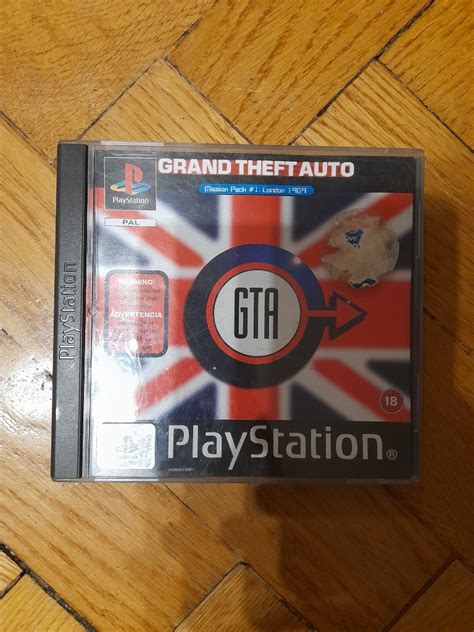 GRAND THEFT AUTO
Mission Pack #1: London 1969
PlayStation
PAL
PlayStation
WARNING:
ADVERTENCIA
GTA
18
PlayStation®